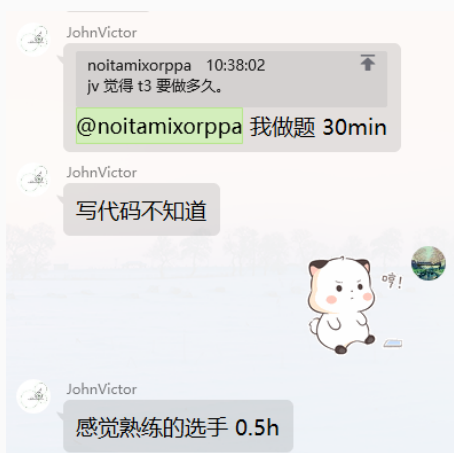 JohnVictor
noitamixorppa 10:38:02
jv 觉得 t3 要做多久。
@noitamixorppa 我做题 30min
JohnVictor
写代码不知道
哼!
JohnVictor
感觉熟练的选手 0.5h